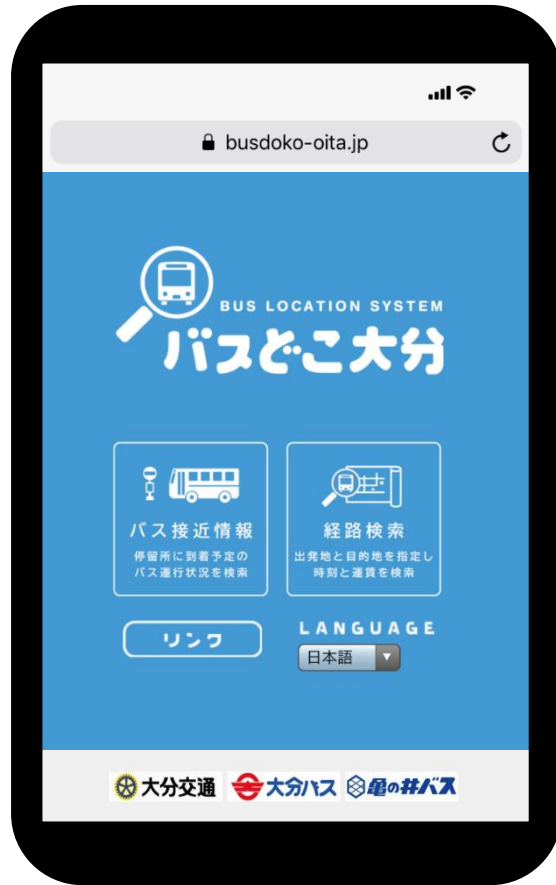 busdoko-oita.jp
BUS LOCATION SYSTEM
バスどこ大分
バス接近情報
停留所に到着予定の
バス運行状況を検索
経路検索
出発地と目的地を指定し
時刻と運賃を検索
リンク
LANGUAGE
日本語
大分交通 大分バス 亀の井バス